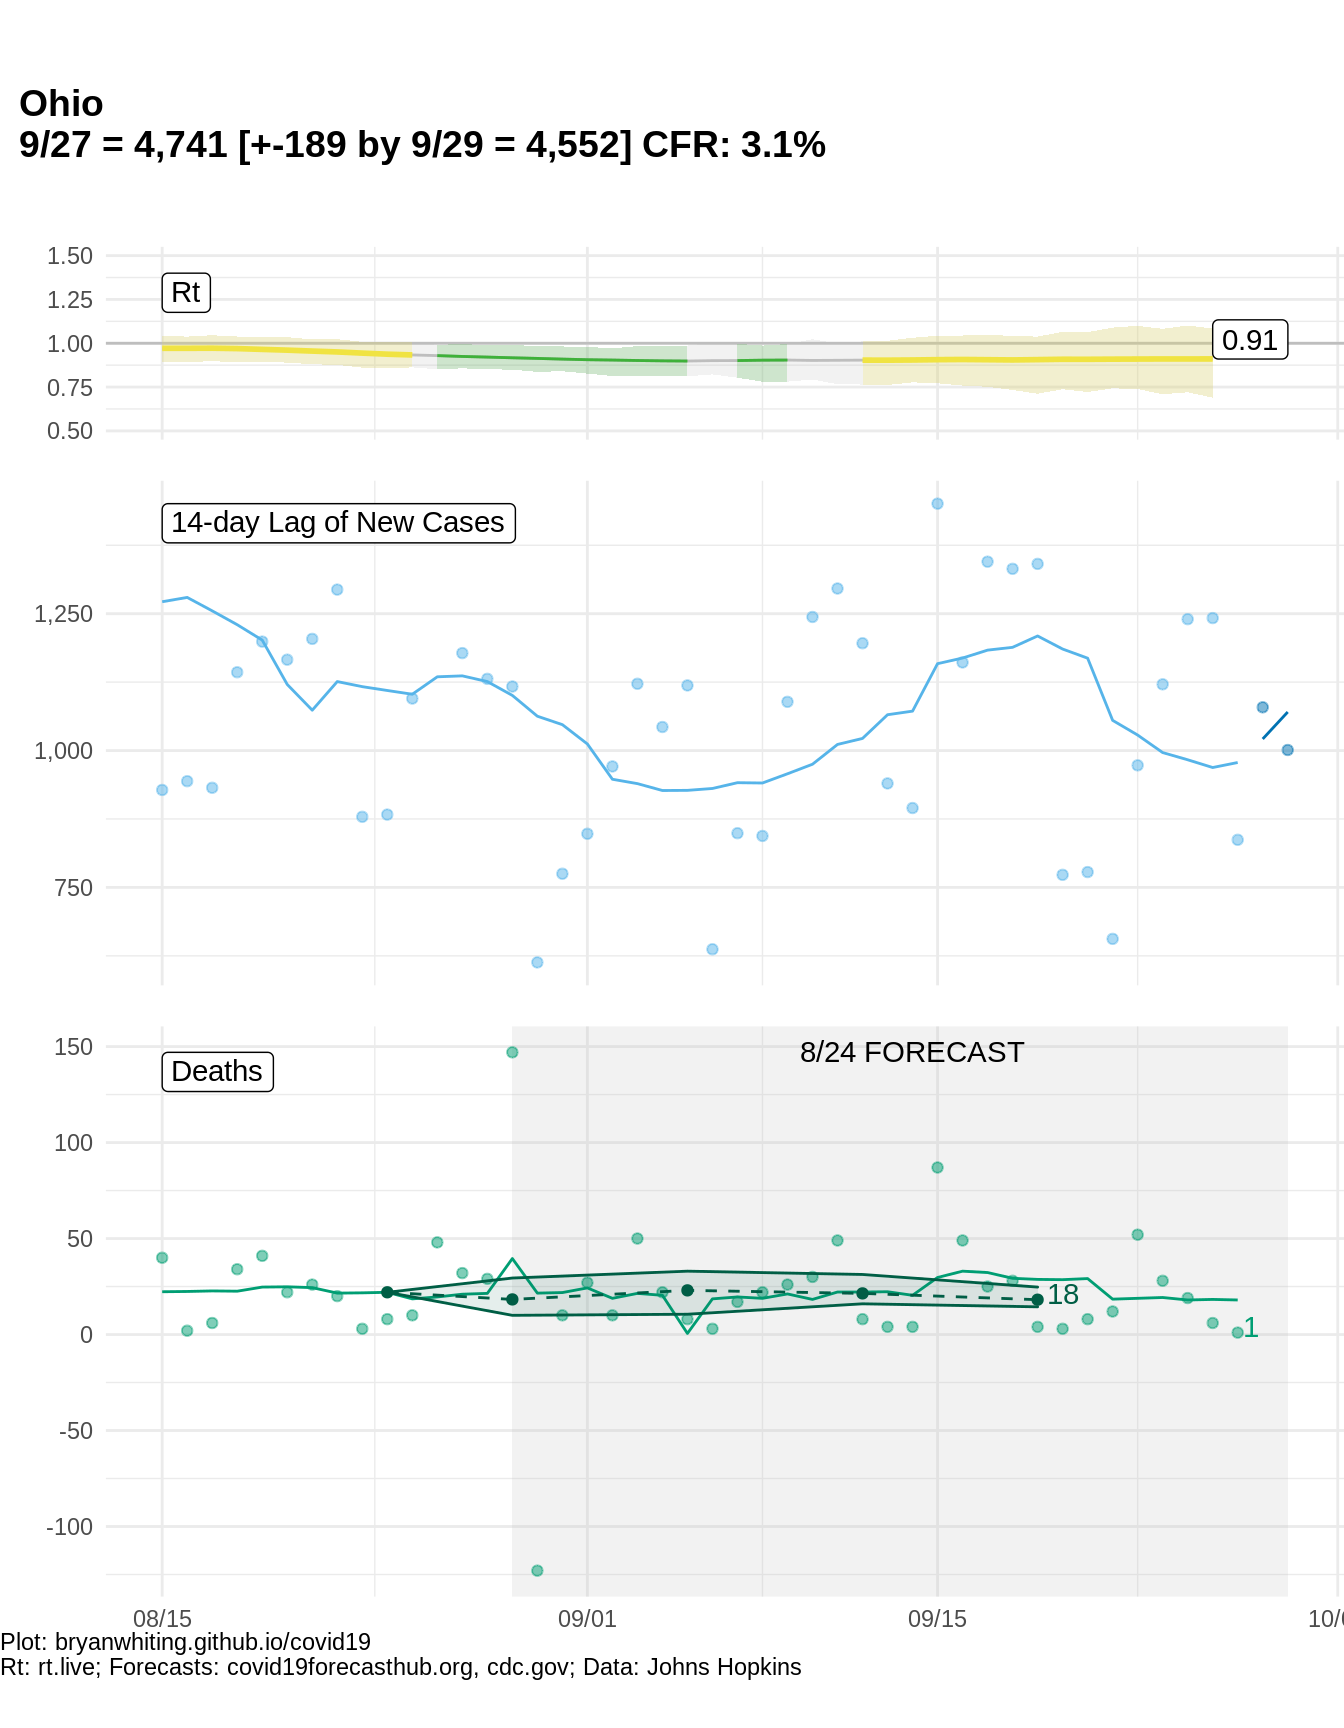 Ohio
9/27 = 4,741 [+-189 by 9/29 = 4,552] CFR: 3.1%
1.50
1.25
1.00
0.75
0.50
Rt
0.91
14-day Lag of New Cases
1,250
1,000
750
8/24 FORECAST
Deaths
150
100
50
0
-50
-100
18
1
08/15
09/01
09/15
Plot: bryanwhiting.github.io/covid19
Rt: rt.live; Forecasts: covid19forecasthub.org, cdc.gov; Data: Johns Hopkins